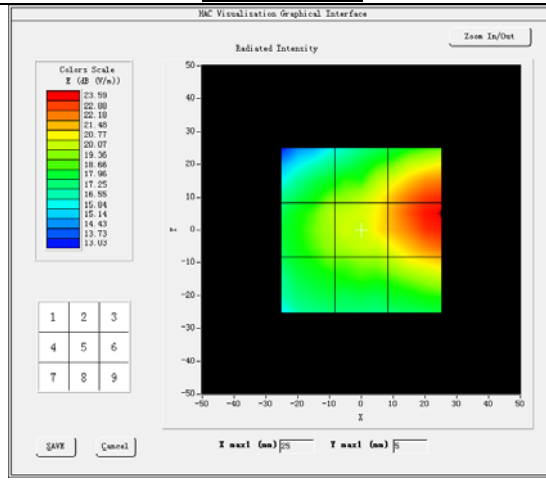 HAC Visualisation Graphical Interface
Zoom In/Out
Radiated Intensity
Colors Scale
E (dB (V/m))
23.59
22.88
22.18
21.48
20.77
20.07
19.36
18.66
17.96
17.25
16.55
15.84
15.14
14.43
13.73
13.03
50
40
30
20
10
0
-10
-20
-30
-40
-50
Y
-50 -40 -30 -20 -10 0 10 20 30 40 50
X
1 2 3
4 5 6
7 8 9
SAVE
Cancel
X max1 (mm) 25
Y max1 (mm) 5